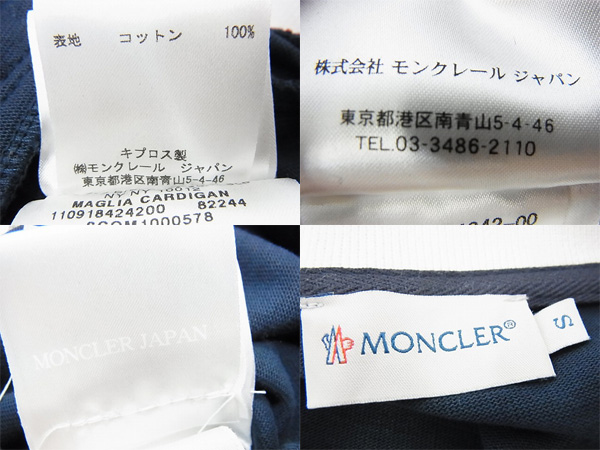 表地 コットン 100%
キプロス製
㈱モンクレール ジャパン
東京都港区南青山5-4-46
MAGLIA CARDIGAN
110918424200 82244
株式会社 モンクレール ジャパン
東京都港区南青山5-4-46
TEL.03-3486-2110
MONCLER JAPAN
MONCLER®
S